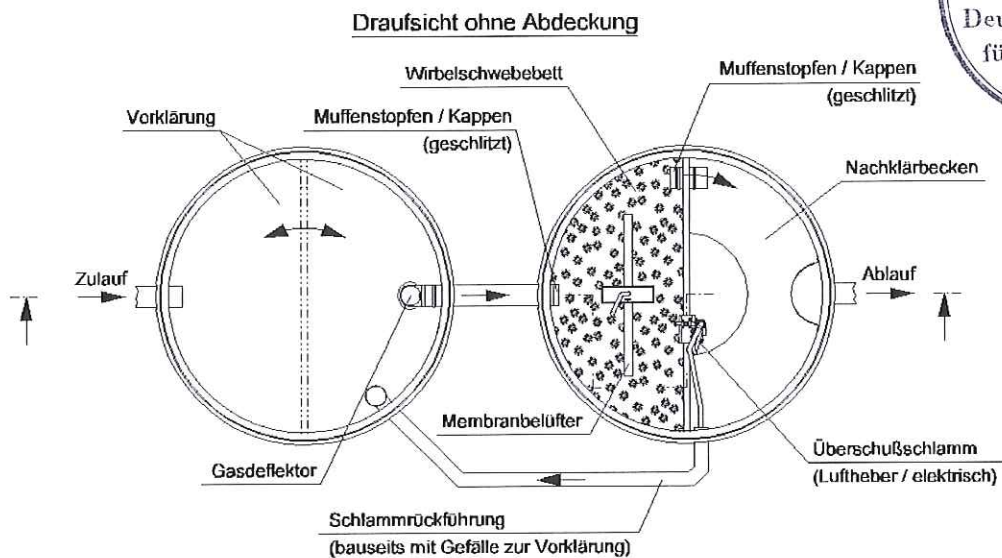 Draufsicht ohne Abdeckung
Wirbelschwebebett
Muffenstopfen / Kappen
(geschlitzt)
Vorklärung
Muffenstopfen / Kappen
(geschlitzt)
Nachklärbecken
Zulauf
Ablauf
Membranbelüfter
Gasdeflektor
Überschußschlamm
(Luftheber / elektrisch)
Schlammrückführung
(bauseits mit Gefälle zur Vorklärung)